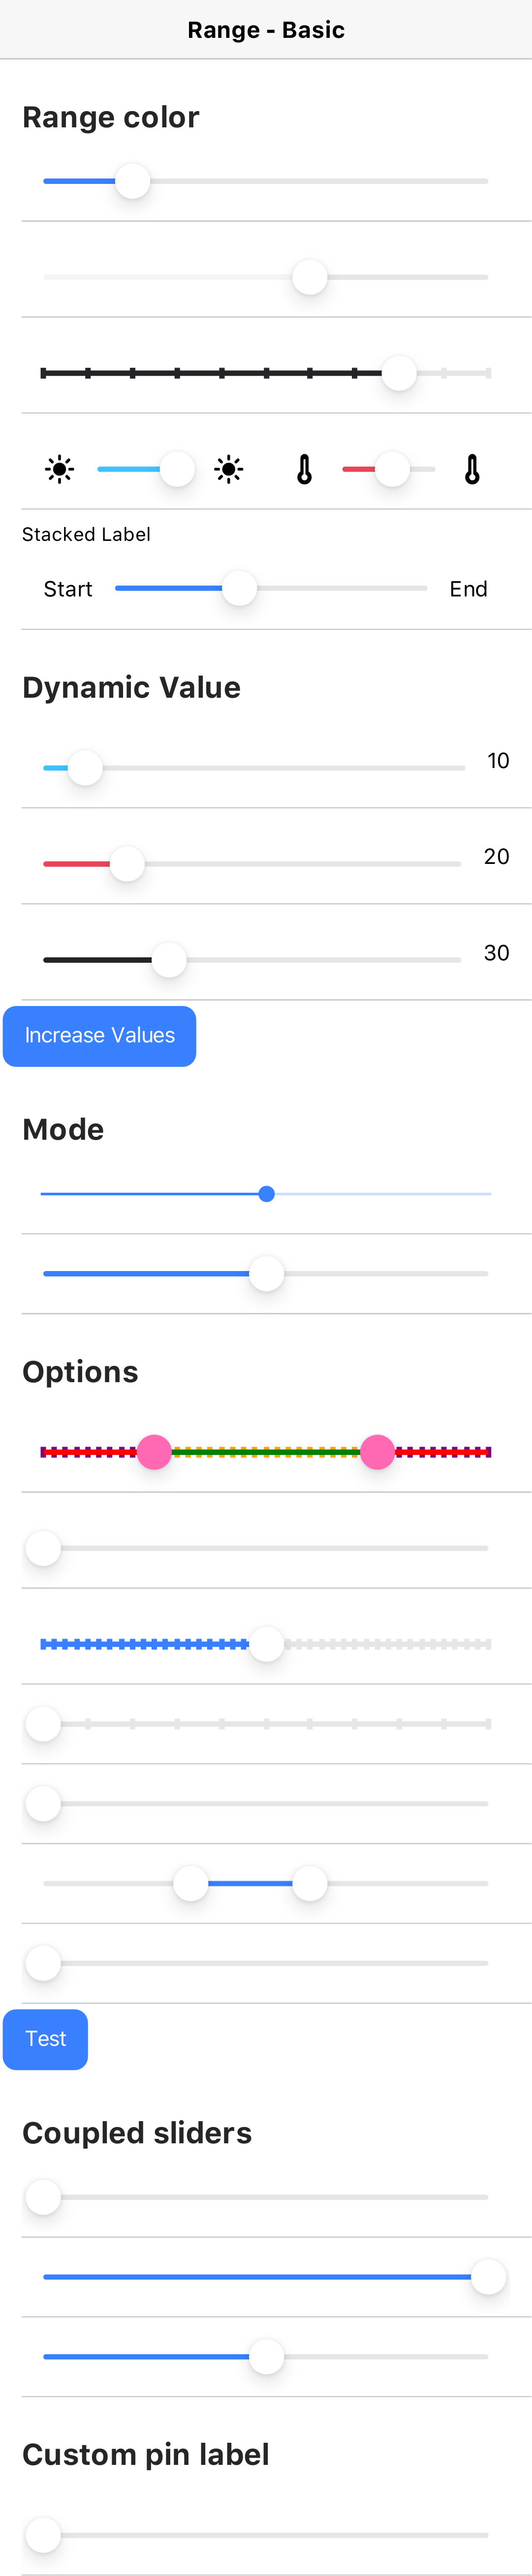 Range - Basic
Range color
Stacked Label
Start End
Dynamic Value
10
20
30
Increase Values
Mode
Options
Test
Coupled sliders
Custom pin label